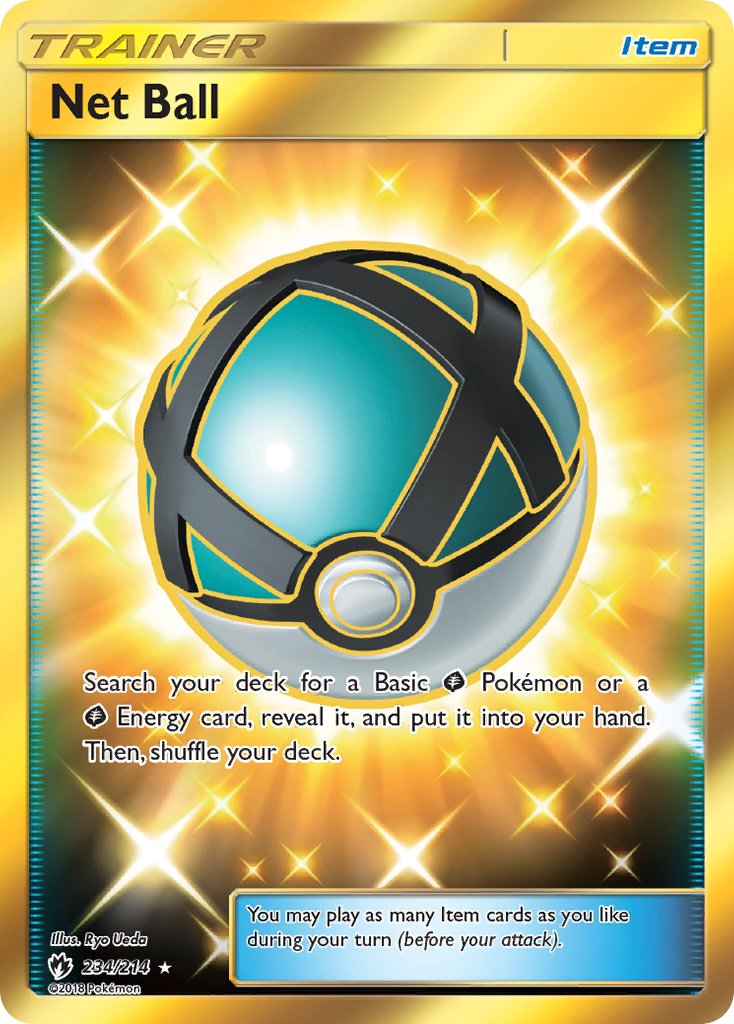 TRAINER
Item
Net Ball
Search your deck for a Basic Pokémon or a
Energy card, reveal it, and put it into your hand.
Then, shuffle your deck.
You may play as many Item cards as you like
during your turn (before your attack).
Illus. Ryo Ueda
234/214 ★
©2018 Pokémon